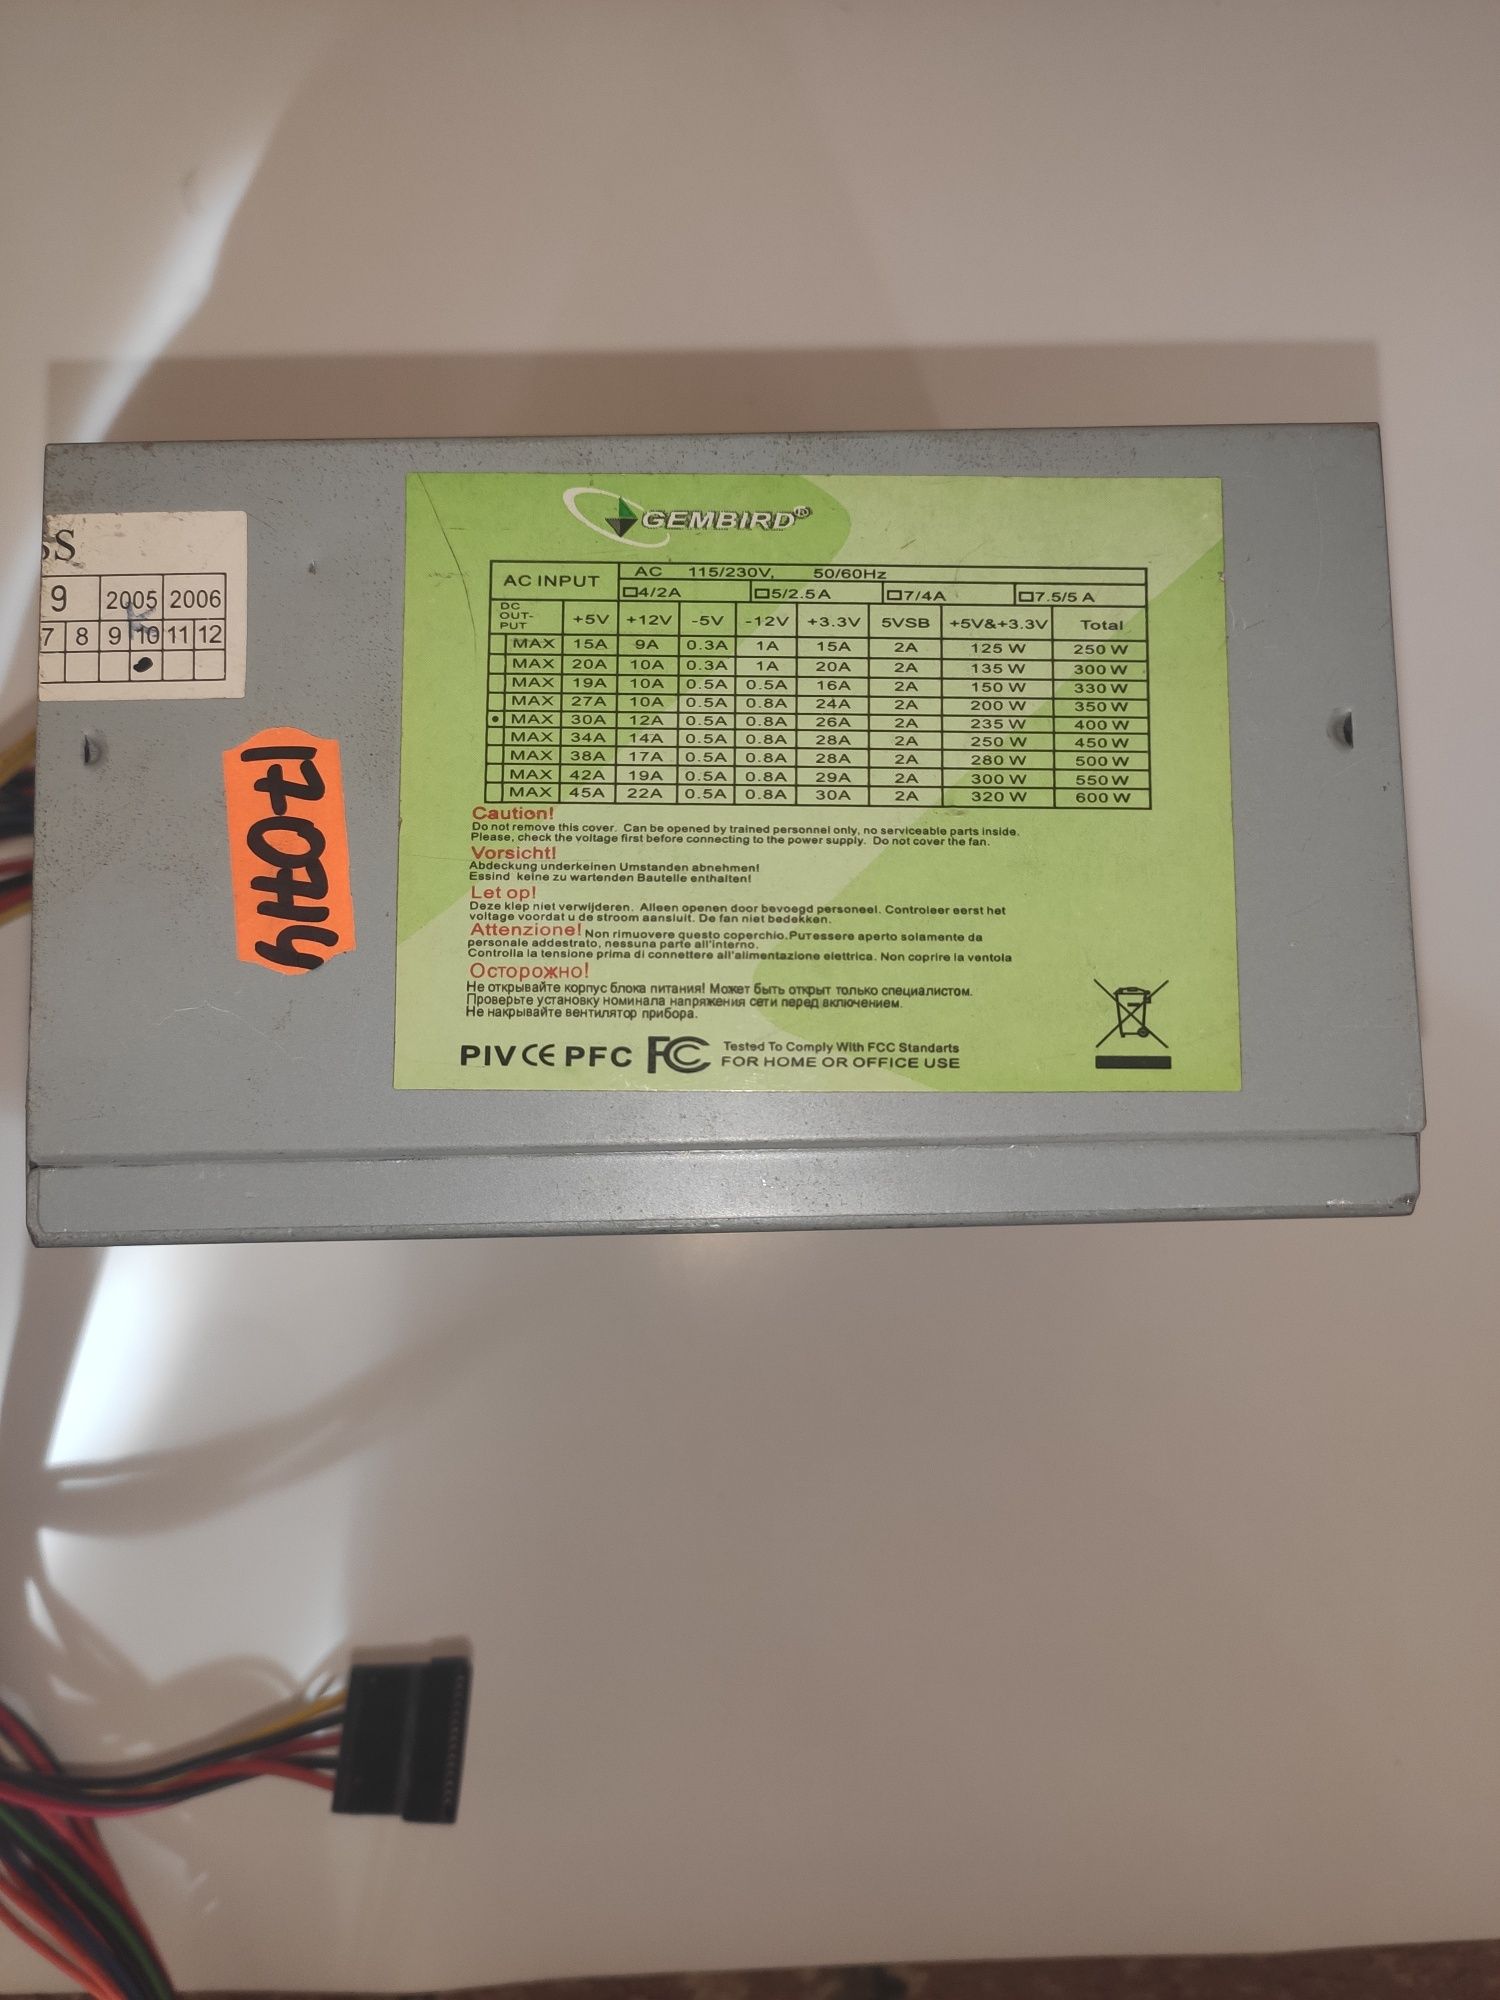 SS
9 2005 2006
7 8 9 10 11 12
GEMBIRD®
AC INPUT AC 115/230V, 50/60Hz
4/2A 5/2.5A 7/4A 7.5/5 A
DC OUT-PUT +5V +12V -5V -12V +3.3V 5VSB +5V&+3.3V Total
MAX 15A 9A 0.3A 1A 15A 2A 125 W 250 W
MAX 20A 10A 0.3A 1A 20A 2A 135 W 300 W
MAX 19A 10A 0.5A 0.5A 16A 2A 150 W 330 W
MAX 27A 10A 0.5A 0.8A 24A 2A 200 W 350 W
• MAX 30A 12A 0.5A 0.8A 26A 2A 235 W 400 W
MAX 34A 14A 0.5A 0.8A 28A 2A 250 W 450 W
MAX 38A 17A 0.5A 0.8A 28A 2A 280 W 500 W
MAX 42A 19A 0.5A 0.8A 29A 2A 300 W 550 W
MAX 45A 22A 0.5A 0.8A 30A 2A 320 W 600 W
Caution!
Do not remove this cover. Can be opened by trained personnel only, no serviceable parts inside.
Please, check the voltage first before connecting to the power supply. Do not cover the fan.
Vorsicht!
Abdeckung underkeinen Umstanden abnehmen!
Essind keine zu wartenden Bauteile enthalten!
Let op!
Deze klep niet verwijderen. Alleen openen door bevoegd personeel. Controleer eerst het
voltage voordat u de stroom aansluit. De fan niet bedekken.
Attenzione! Non rimuovere questo coperchio.Puтessere aperto solamente da
personale addestrato, nessuna parte all'interno.
Controlla la tensione prima di connettere all'alimentazione elettrica. Non coprire la ventola
Осторожно!
Не открывайте корпус блока питания! Может быть открыт только специалистом.
Проверьте установку номинала напряжения сети перед включением.
Не накрывайте вентилятор прибора.
PIV CE PFC FC Tested To Comply With FCC Standarts
FOR HOME OR OFFICE USE